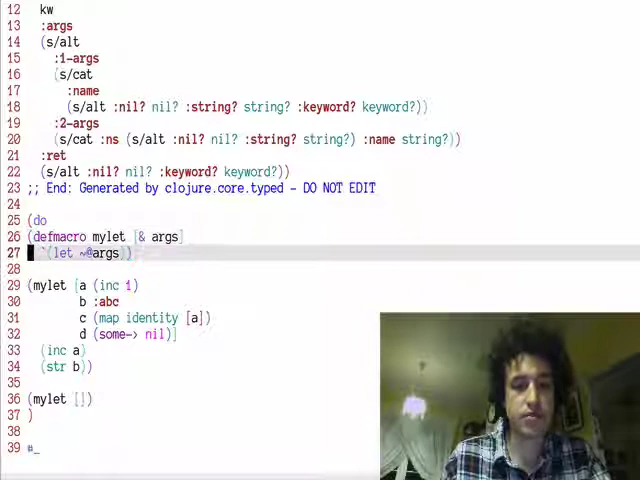 12 kw
13 :args
14 (s/alt
15 :1-args
16 (s/cat
17 :name
18 (s/alt :nil? nil? :string? string? :keyword? keyword?))
19 :2-args
20 (s/cat :ns (s/alt :nil? nil? :string? string?) :name string?))
21 :ret
22 (s/alt :nil? nil? :keyword? keyword?))
23 ;; End: Generated by clojure.core.typed - DO NOT EDIT
24
25 (do
26 (defmacro mylet [& args]
27 `(let ~@args))
28
29 (mylet [a (inc 1)
30 b :abc
31 c (map identity [a])
32 d (some-> nil)]
33 (inc a)
34 (str b))
35
36 (mylet [])
37 )
38
39 #_